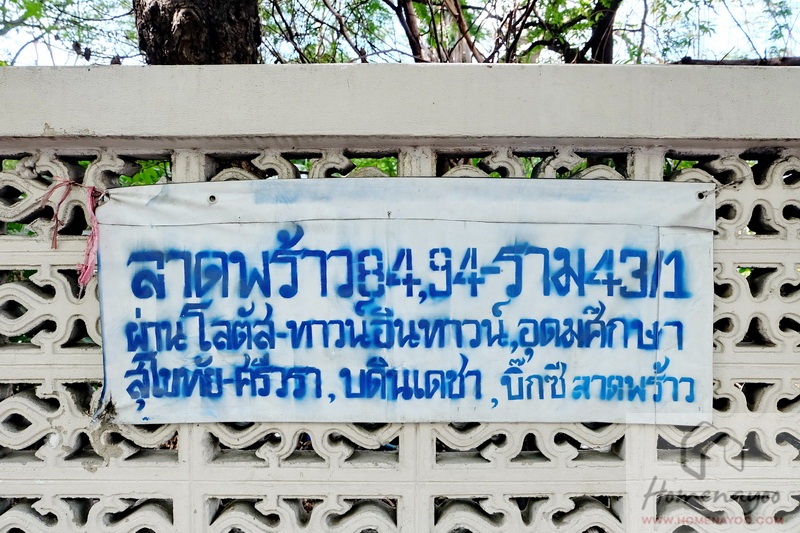 ลาดพร้าว84,94-ราม43/1
ผ่านโลตัส-ทาวน์อินทาวน์,อุดมศึกษา
สุโขทัย-ศรีวรา,บดินเดชา,บิ๊กซีลาดพร้าว
Homenayoo
WWW.HOMENAYOO.COM